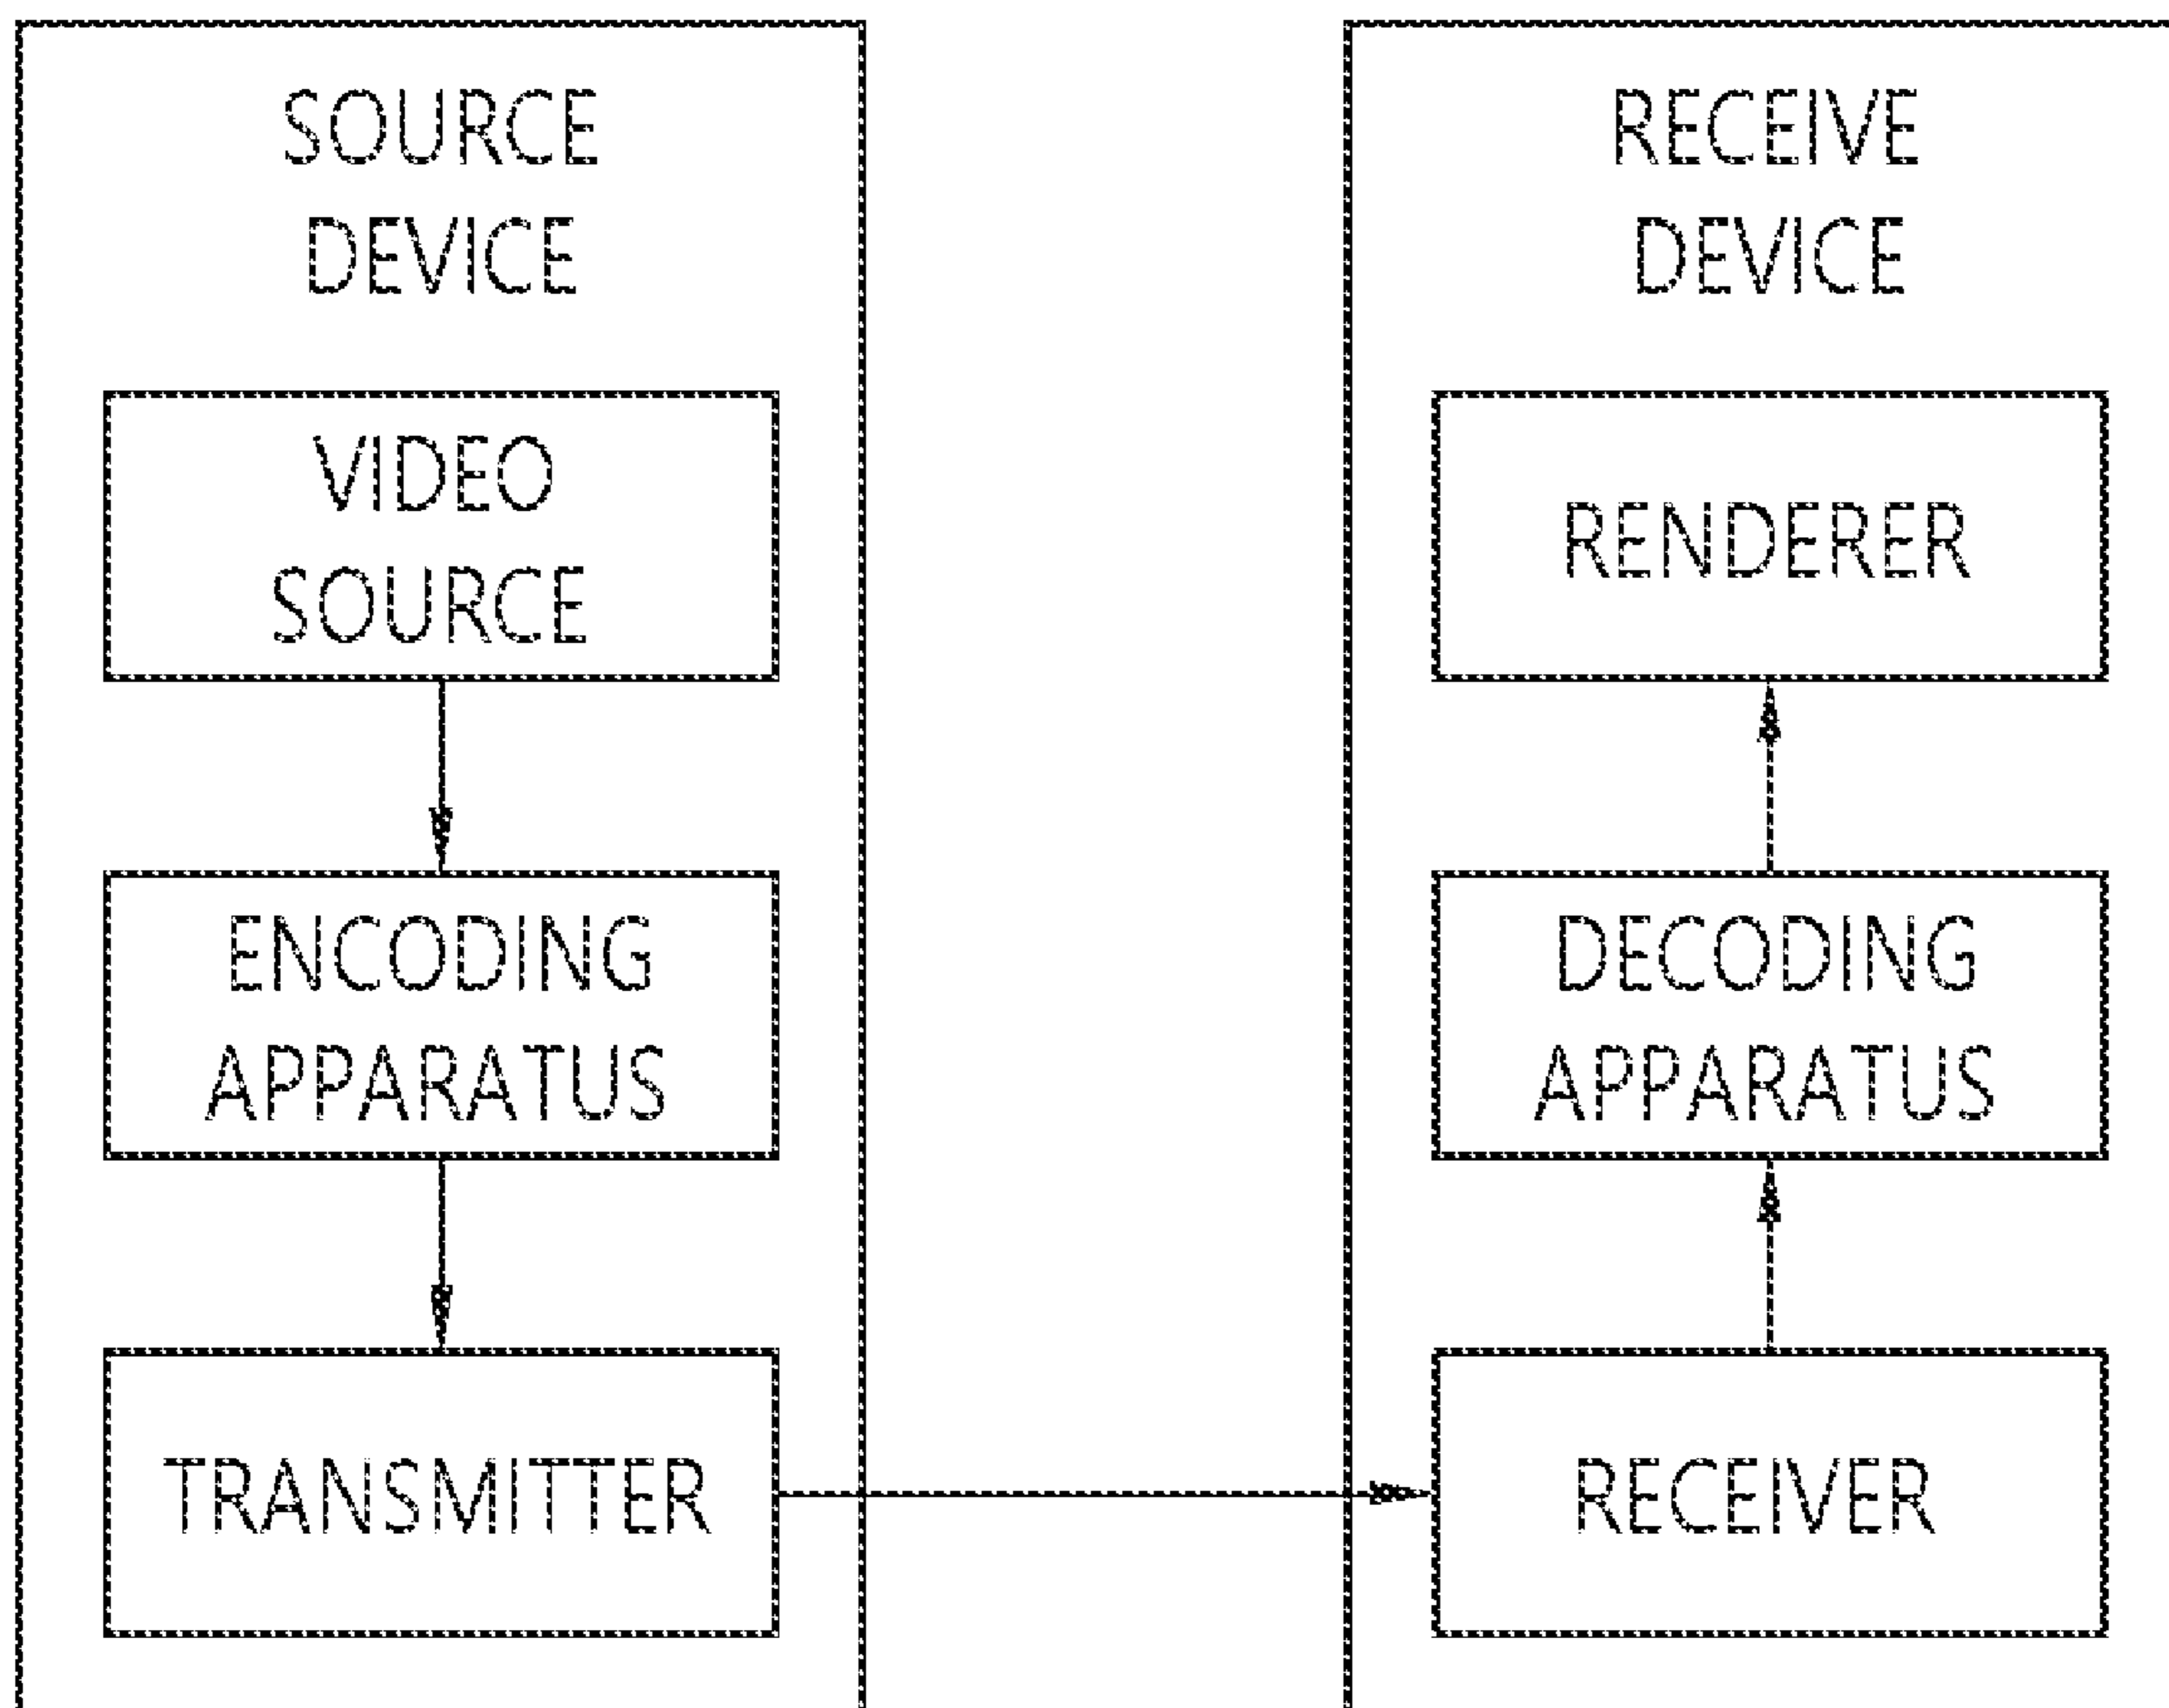 SOURCE
DEVICE
VIDEO
SOURCE
ENCODING
APPARATUS
TRANSMITTER
RECEIVE
DEVICE
RENDERER
DECODING
APPARATUS
RECEIVER